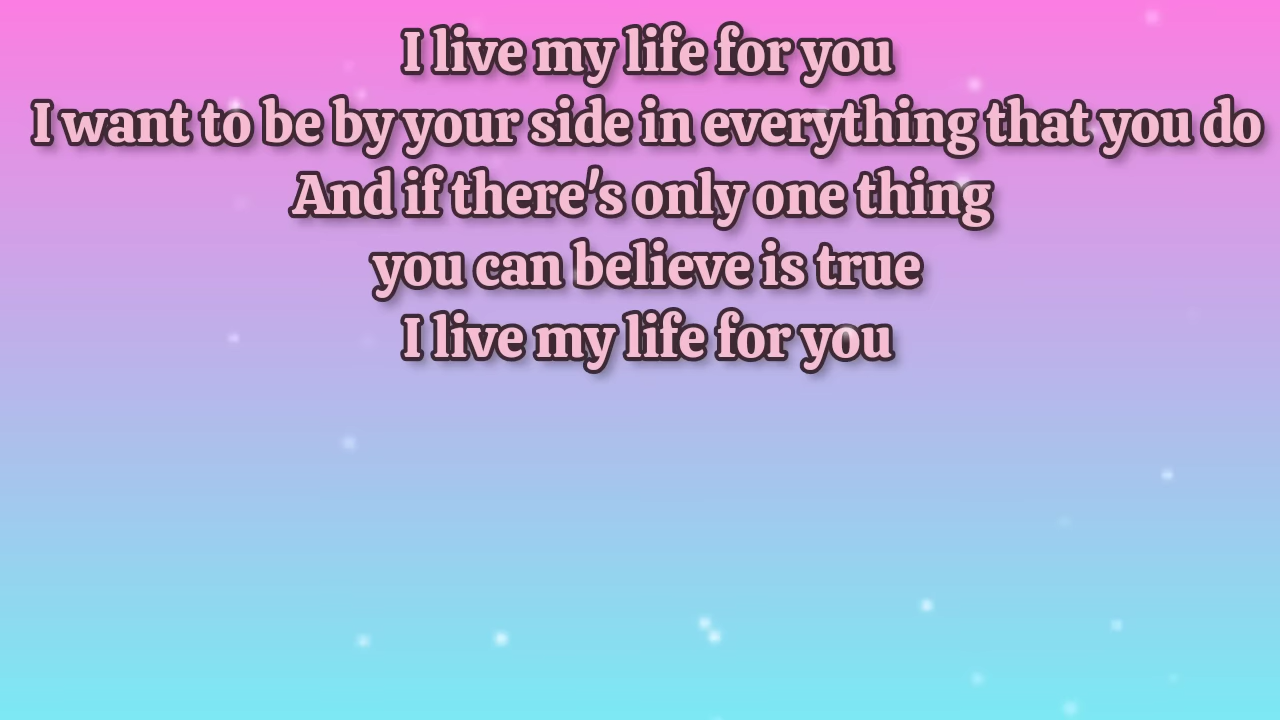 I live my life for you
I want to be by your side in everything that you do
And if there's only one thing
you can believe is true
I live my life for you